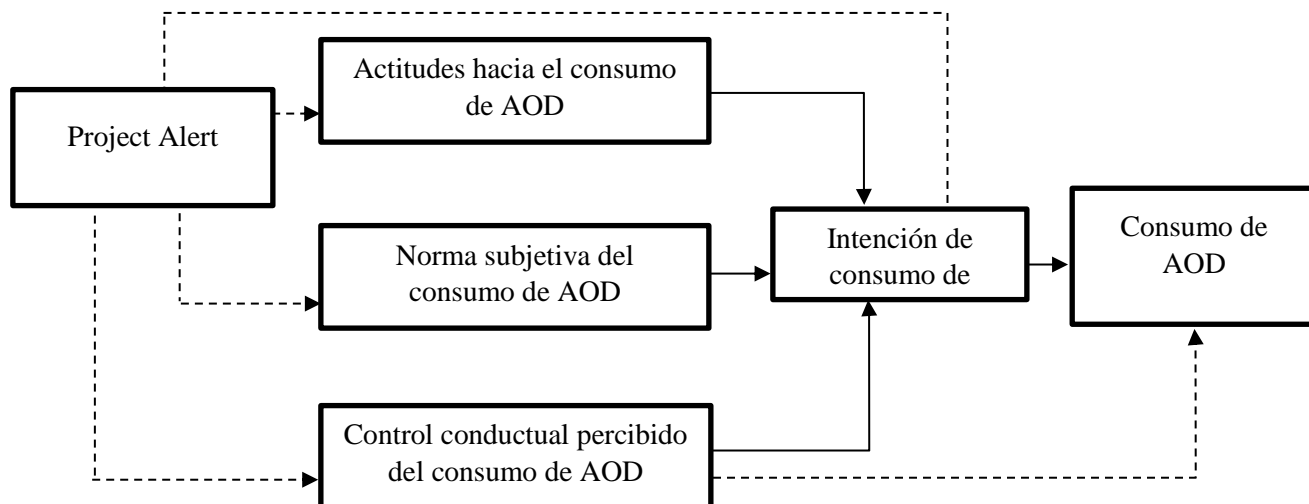 Project Alert
Actitudes hacia el consumo
de AOD
Norma subjetiva del
consumo de AOD
Control conductual percibido
del consumo de AOD
Intención de
consumo de
Consumo de
AOD